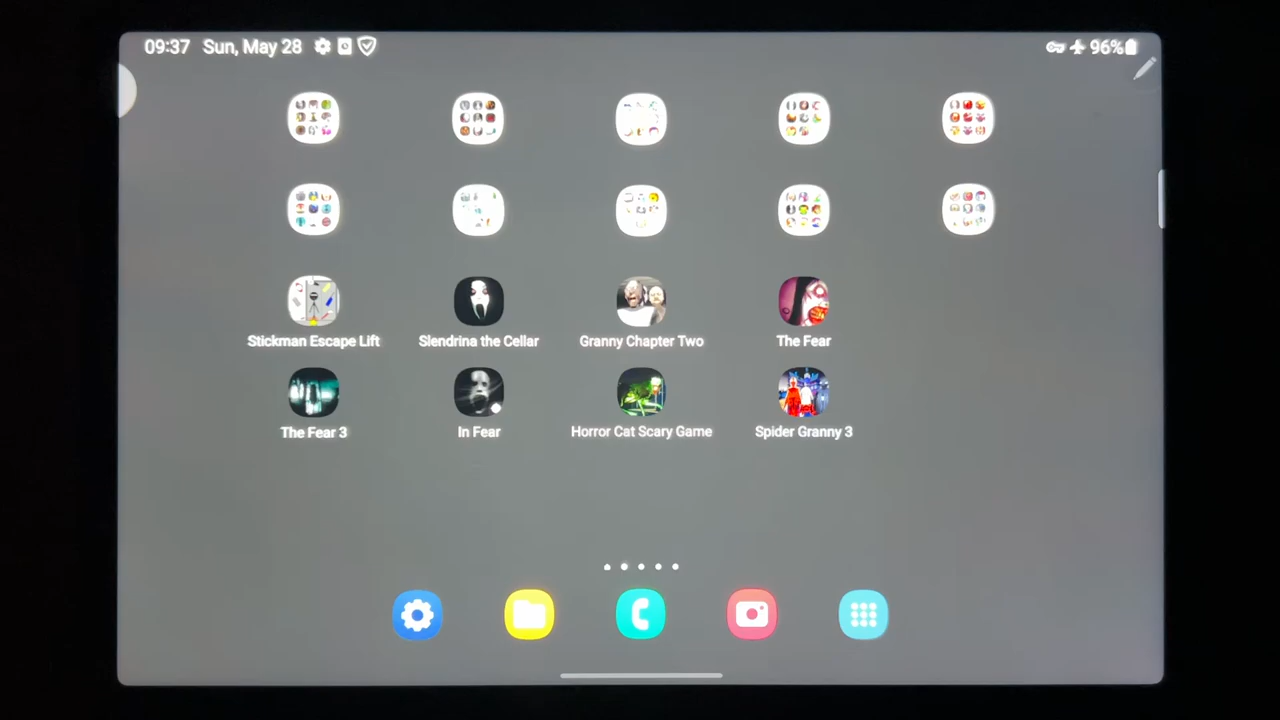 09:37 Sun, May 28
96%
Stickman Escape Lift
Slendrina the Cellar
Granny Chapter Two
The Fear
The Fear 3
In Fear
Horror Cat Scary Game
Spider Granny 3